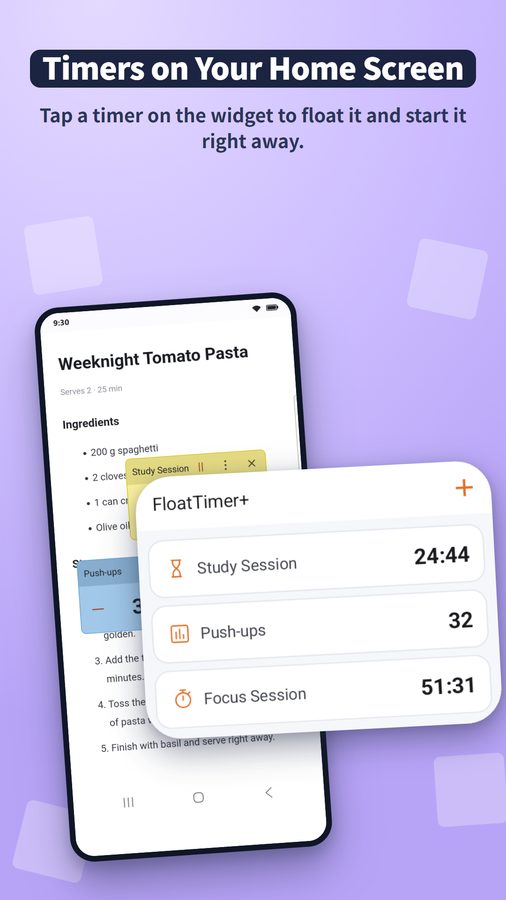 Timers on Your Home Screen
Tap a timer on the widget to float it and start it
right away.
9:30
Weeknight Tomato Pasta
Serves 2 · 25 min
Ingredients
• 200 g spaghetti
• 2 cloves
Study Session
• 1 can
• Olive oil
FloatTimer+
Study Session 24:44
Push-ups 32
Focus Session 51:31
Push-ups
golden.
3. Add the
minutes.
4. Toss the
of pasta
5. Finish with basil and serve right away.